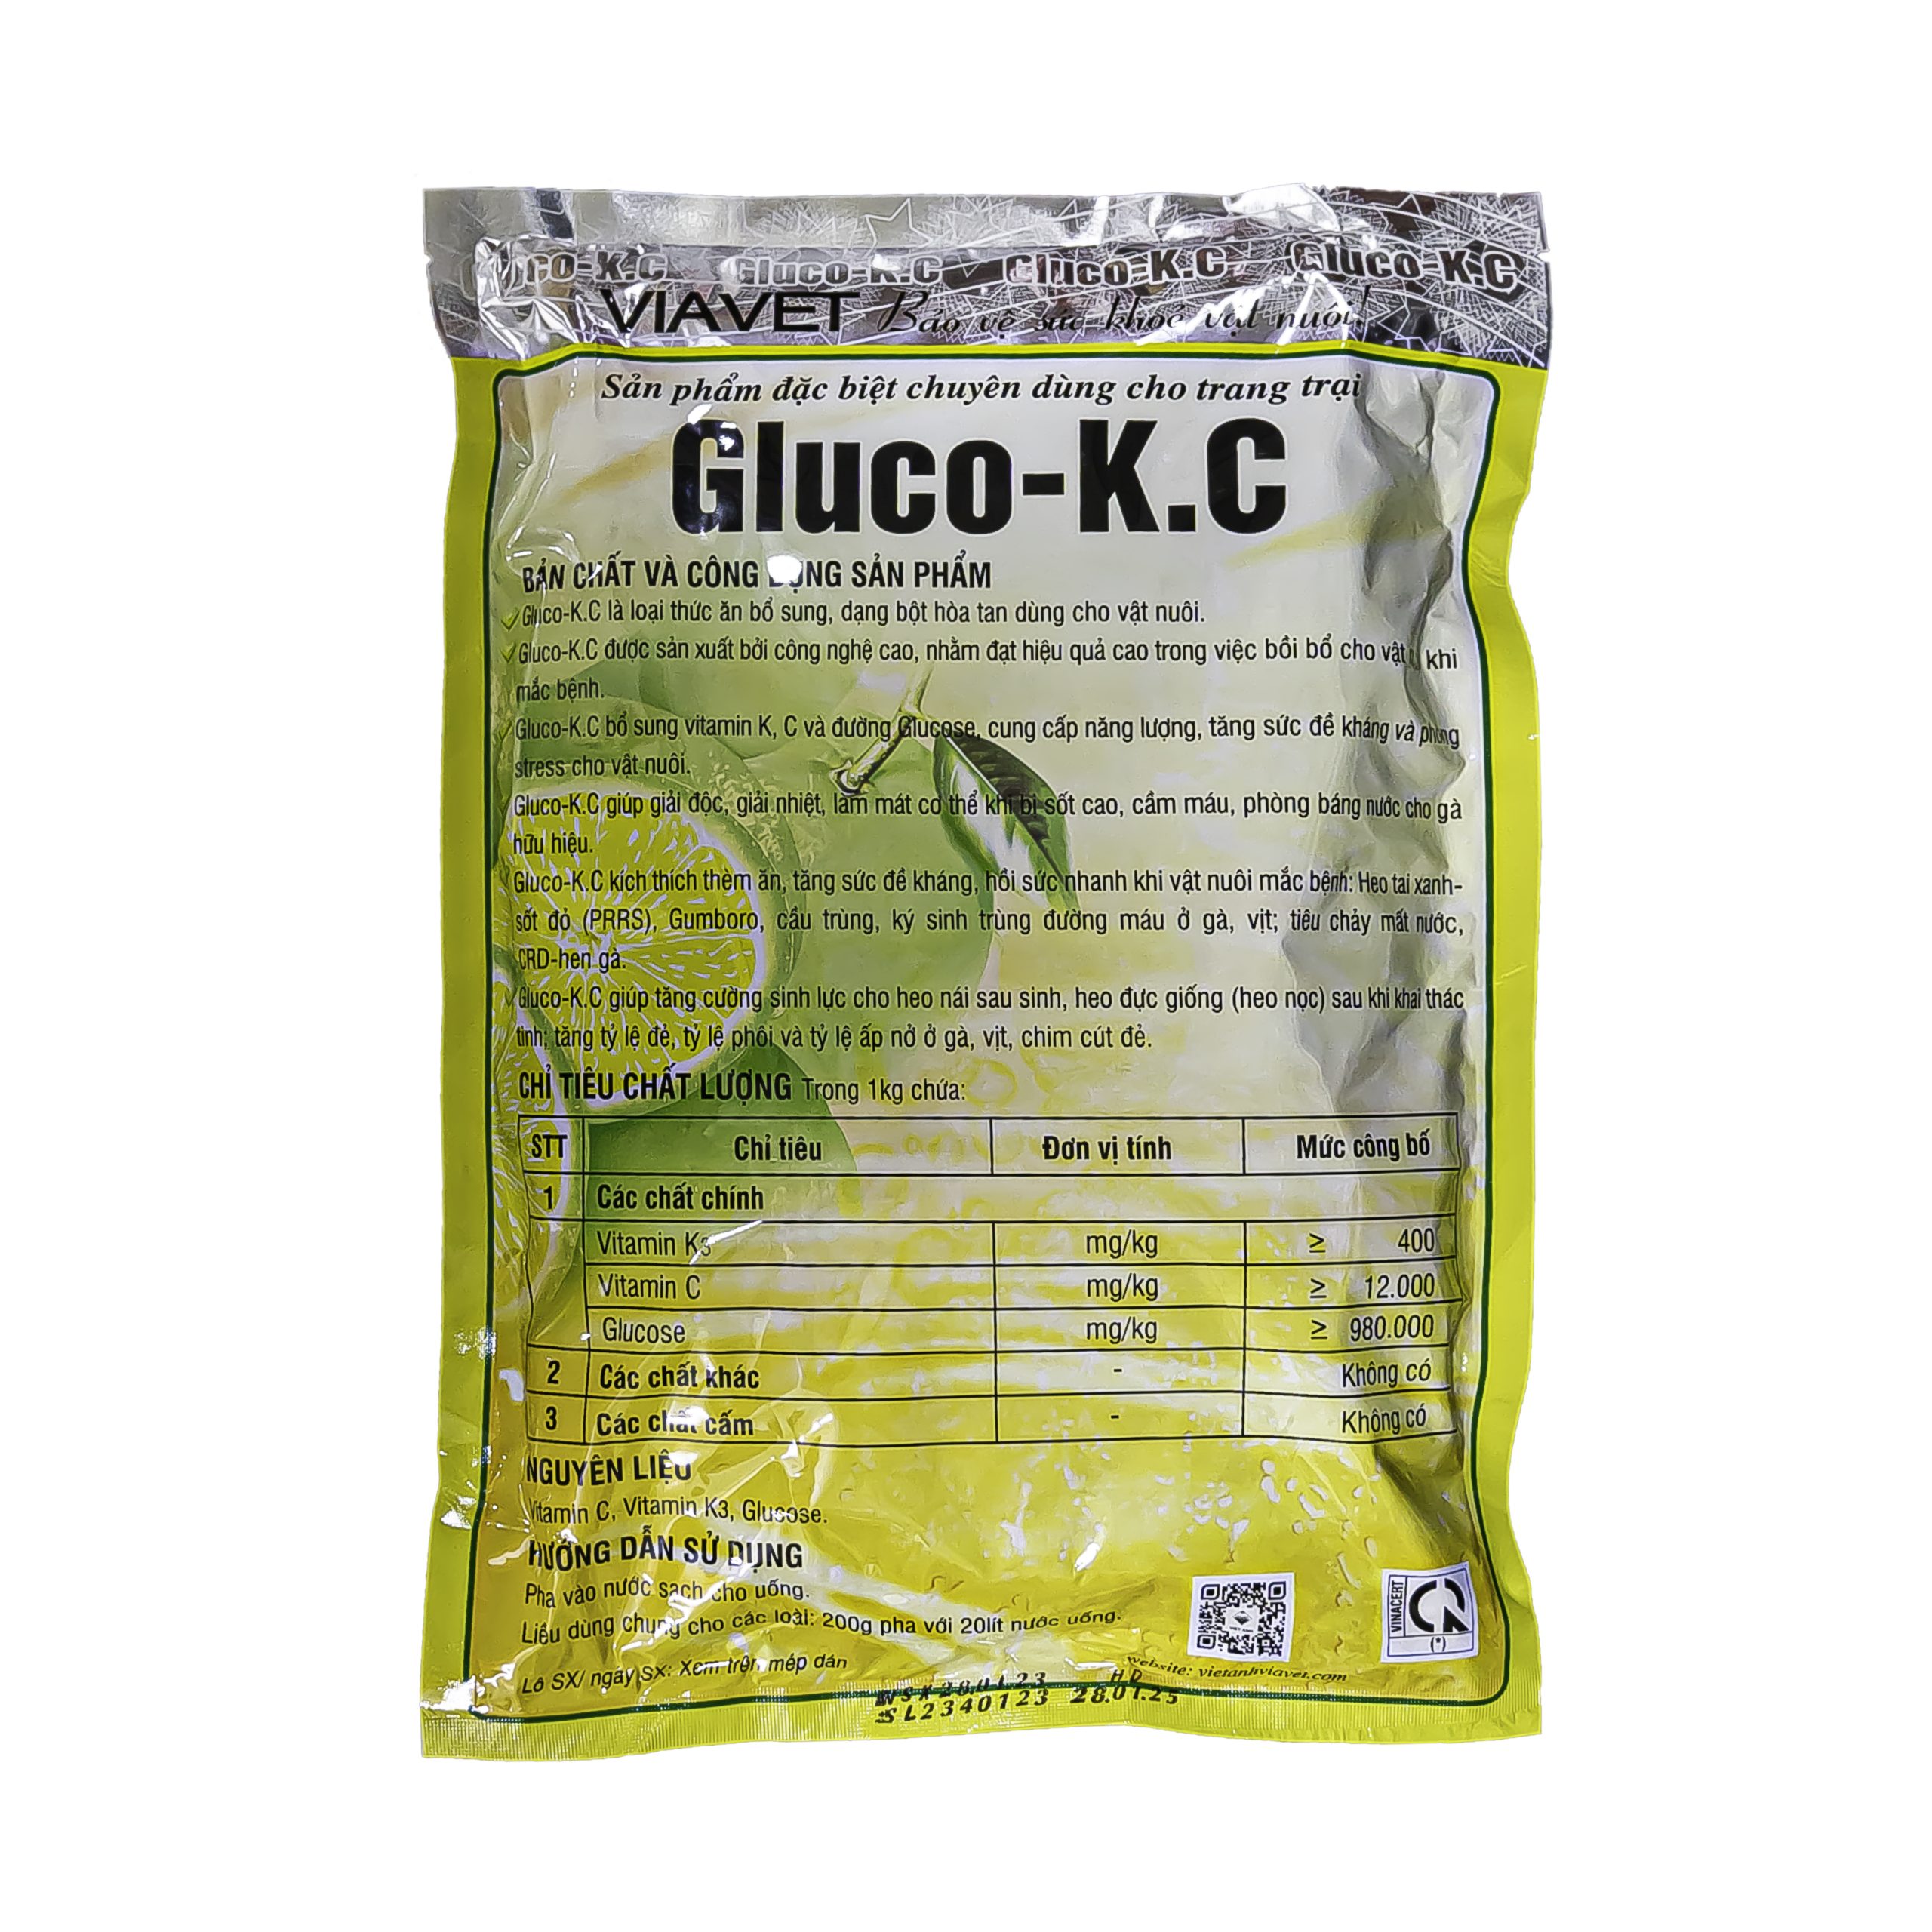 Gluco-K.C Gluco-K.C Gluco-K.C
VIAVET Bảo vệ sức khoẻ vật nuôi!
Sản phẩm đặc biệt chuyên dùng cho trang trại
Gluco-K.C
BẢN CHẤT VÀ CÔNG DỤNG SẢN PHẨM
Gluco-K.C là loại thức ăn bổ sung, dạng bột hòa tan dùng cho vật nuôi.
Gluco-K.C được sản xuất bởi công nghệ cao, nhằm đạt hiệu quả cao trong việc bồi bổ cho vật khi
mắc bệnh.
Gluco-K.C bổ sung vitamin K, C và đường Glucose, cung cấp năng lượng, tăng sức đề kháng và phòng
stress cho vật nuôi.
Gluco-K.C giúp giải độc, giải nhiệt, làm mát cơ thể khi bị sốt cao, cầm máu, phòng báng nước cho gà
hữu hiệu.
Gluco-K.C kích thích thèm ăn, tăng sức đề kháng, hồi sức nhanh khi vật nuôi mắc bệnh: Heo tai xanh-
sốt đỏ (PRRS), Gumboro, cầu trùng, ký sinh trùng đường máu ở gà, vịt; tiêu chảy mất nước,
CRD-hen gà.
Gluco-K.C giúp tăng cường sinh lực cho heo nái sau sinh, heo đực giống (heo nọc) sau khi khai thác
tinh; tăng tỷ lệ đẻ, tỷ lệ phôi và tỷ lệ ấp nở ở gà, vịt, chim cút đẻ.
CHỈ TIÊU CHẤT LƯỢNG Trong 1kg chứa:
STT Chỉ tiêu Đơn vị tính Mức công bố
1 Các chất chính
Vitamin K3 mg/kg ≥ 400
Vitamin C mg/kg ≥ 12.000
Glucose mg/kg ≥ 980.000
2 Các chất khác - Không có
3 Các chất cấm - Không có
NGUYÊN LIỆU
Vitamin C, Vitamin K3, Glucose.
HƯỚNG DẪN SỬ DỤNG
Pha vào nước sạch cho uống.
Liều dùng chung cho các loài: 200g pha với 20lít nước uống.
VINACERT
(*)
Lô SX/ ngày SX: Xem trên mép dán
website: vietanhviavet.com
NSX 28.01.23 H.D
SL2340123 28.01.25